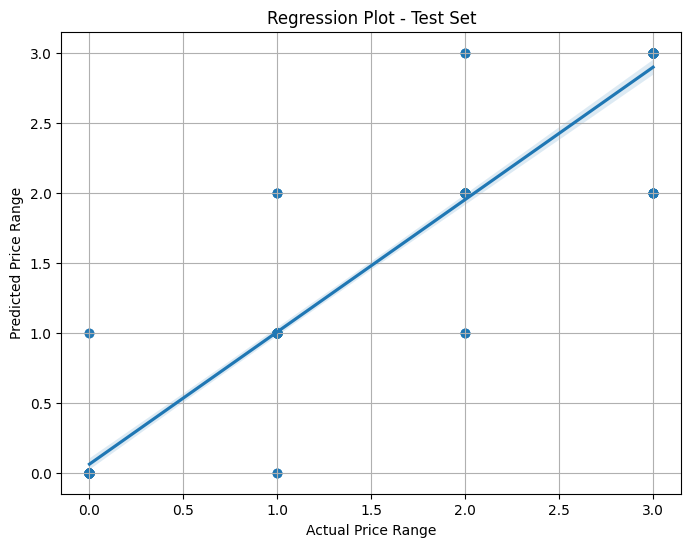 Regression Plot - Test Set
3.0
2.5
2.0
1.5
1.0
0.5
0.0
Predicted Price Range
0.0 0.5 1.0 1.5 2.0 2.5 3.0
Actual Price Range